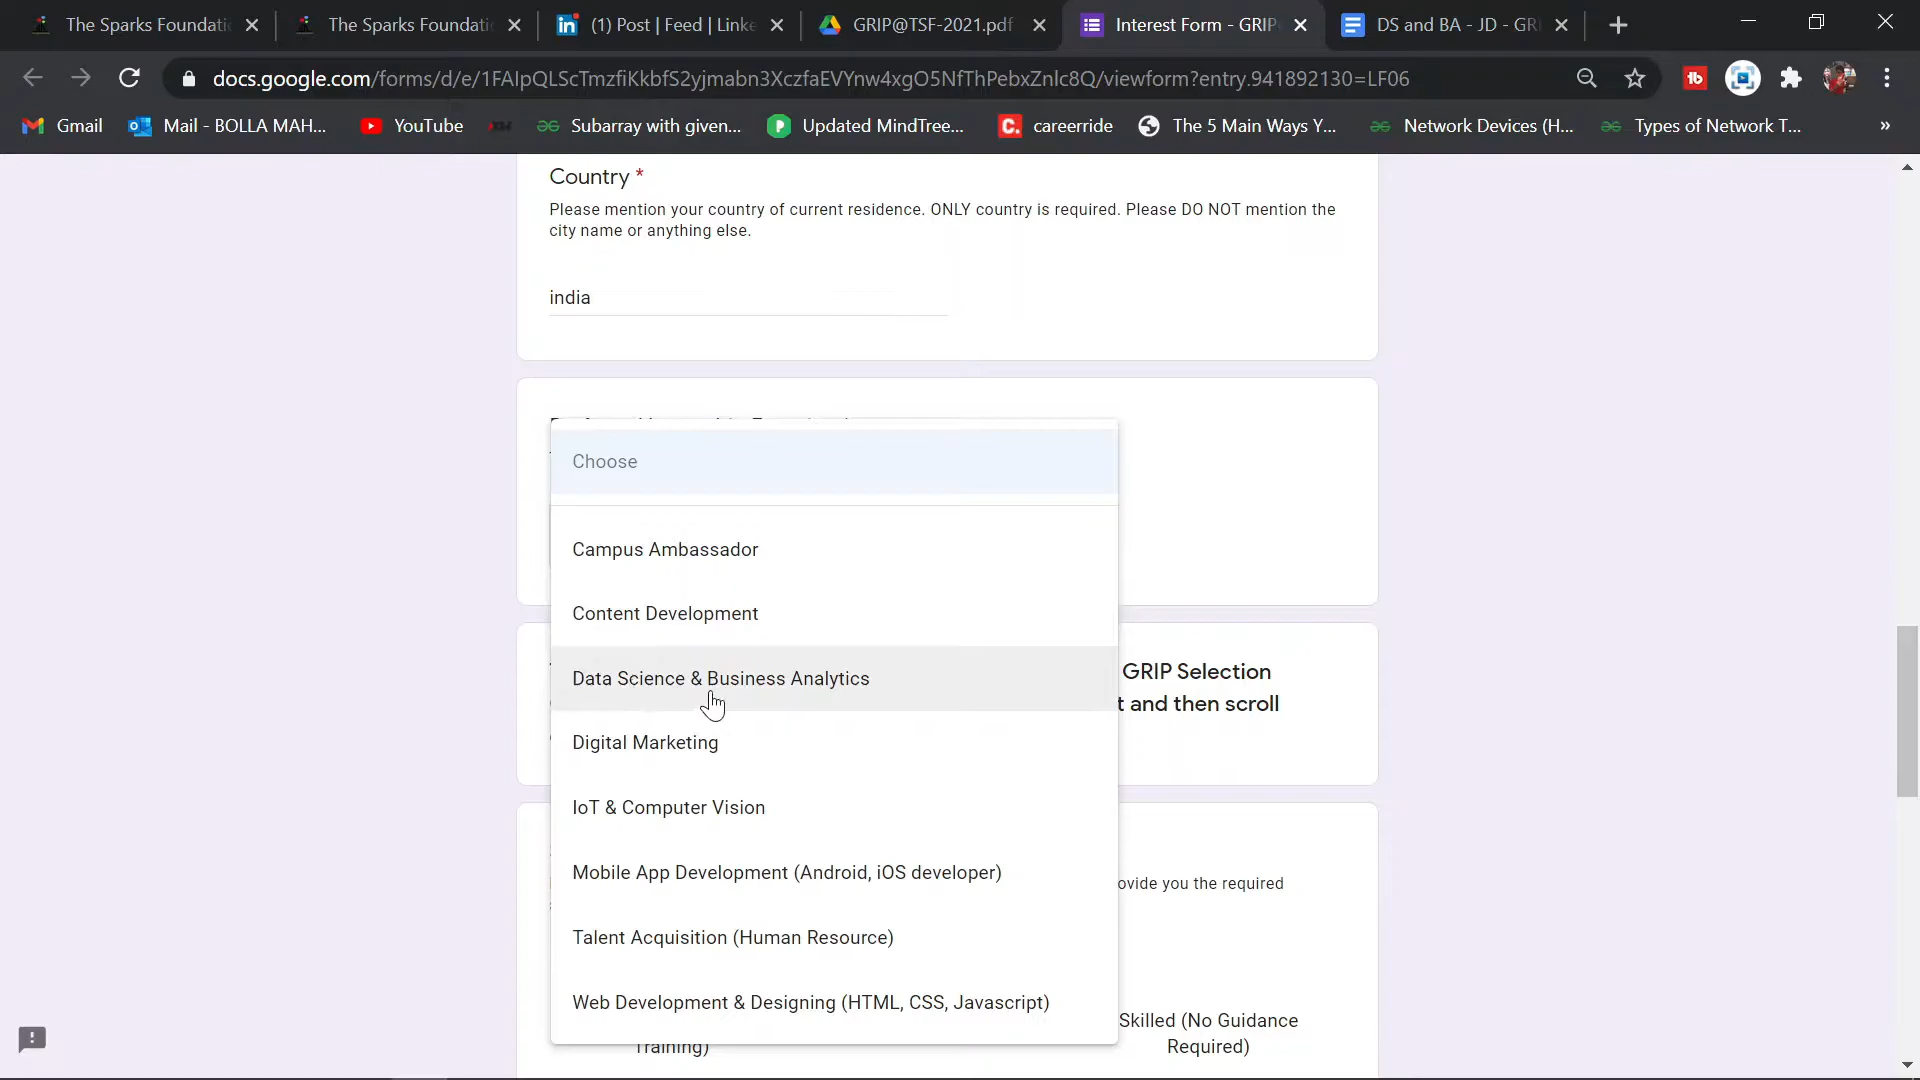 The Sparks Foundati
The Sparks Foundati
(1) Post | Feed | Linke
GRIP@TSF-2021.pdf
Interest Form - GRIP
DS and BA - JD - GR
docs.google.com/forms/d/e/1FAIpQLScTmzfiKkbfS2yjmabn3XczfaEVYnw4xgO5NfThPebxZnlc8Q/viewform?entry.941892130=LF06
Gmail
Mail - BOLLA MAH...
YouTube
Subarray with given...
Updated MindTree...
careerride
The 5 Main Ways Y...
Network Devices (H...
Types of Network T...
Country *
Please mention your country of current residence. ONLY country is required. Please DO NOT mention the
city name or anything else.
india
Choose
Campus Ambassador
Content Development
Data Science & Business Analytics
GRIP Selection
t and then scroll
Digital Marketing
IoT & Computer Vision
Mobile App Development (Android, iOS developer)
ovide you the required
Talent Acquisition (Human Resource)
Web Development & Designing (HTML, CSS, Javascript)
Skilled (No Guidance
Training)
Required)